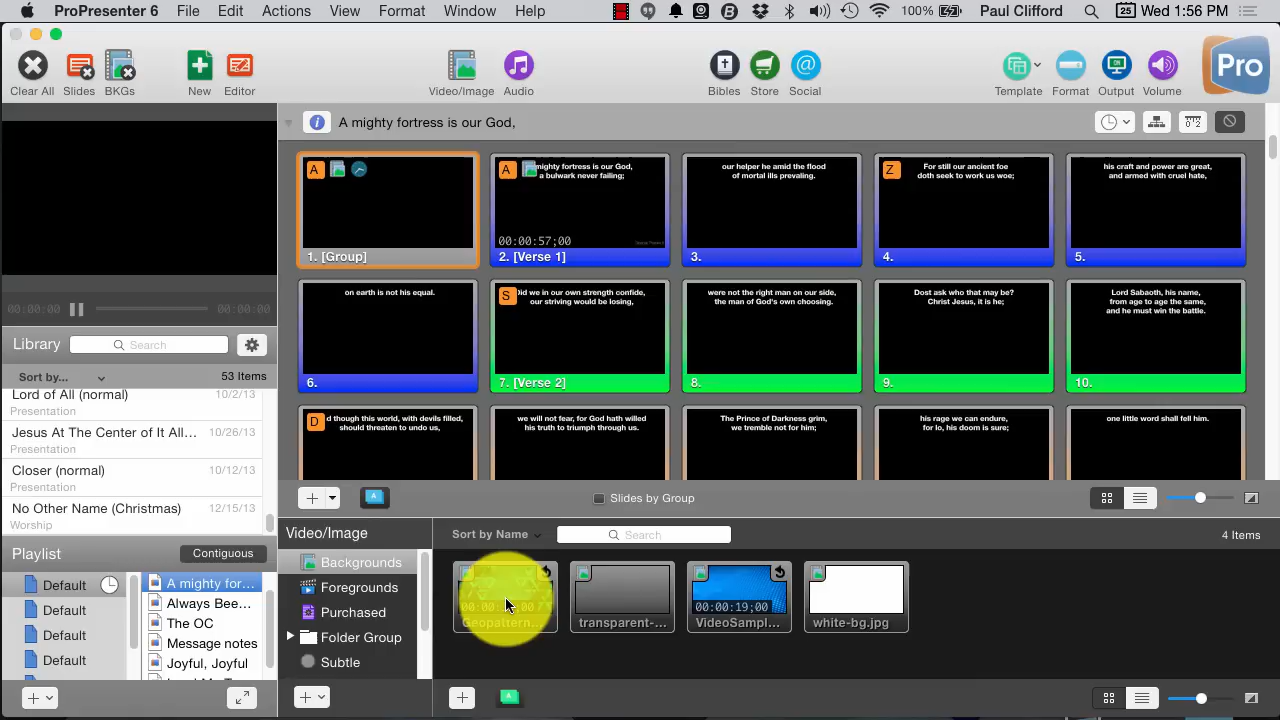 ProPresenter 6 File Edit Actions View Format Window Help 100% Paul Clifford 25 Wed 1:56 PM
Clear All Slides BKGs New Editor Video/Image Audio Bibles Store Social Template Format Output Volume Pro
A mighty fortress is our God,
A
A mighty fortress is our God,
a bulwark never failing;
00:00:57;00
our helper he amid the flood
of mortal ills prevailing.
Z For still our ancient foe
doth seek to work us woe;
his craft and power are great,
and armed with cruel hate,
1. [Group] 2. [Verse 1] 3. 4. 5.
on earth is not his equal.
S Did we in our own strength confide,
our striving would be losing,
were not the right man on our side,
the man of God's own choosing.
Dost ask who that may be?
Christ Jesus, it is he;
Lord Sabaoth, his name,
from age to age the same,
and he must win the battle.
6. 7. [Verse 2] 8. 9. 10.
D d though this world, with devils filled,
should threaten to undo us,
we will not fear, for God hath willed
his truth to triumph through us.
The Prince of Darkness grim,
we tremble not for him;
his rage we can endure,
for lo, his doom is sure;
one little word shall fell him.
00:00:00 00:00:00
Library Search
Sort by... 53 Items
Lord of All (normal) 10/2/13
Presentation
Jesus At The Center of It All... 10/26/13
Presentation
Closer (normal) 10/12/13
Presentation
No Other Name (Christmas) 12/15/13
Worship
Playlist Contiguous
Default
Default
Default
Default
A mighty for...
Always Bee...
The OC
Message notes
Joyful, Joyful
A Slides by Group
Video/Image
Backgrounds
Foregrounds
Purchased
Folder Group
Subtle
Sort by Name Search 4 Items
Geopattern...
transparent-...
00:00:19;00
VideoSampl...
white-bg.jpg